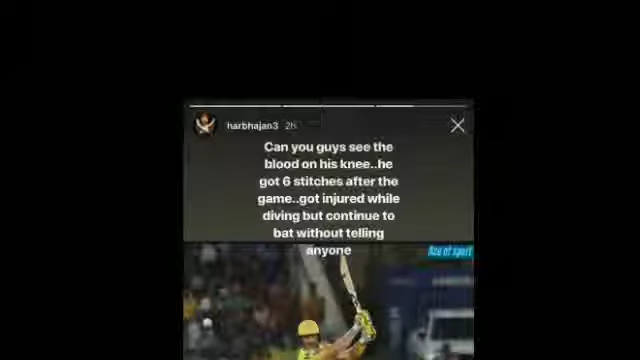 harbhajan3 2h
Can you guys see the
blood on his knee..he
got 6 stitches after the
game..got injured while
diving but continue to
bat without telling
anyone
Ace of sport